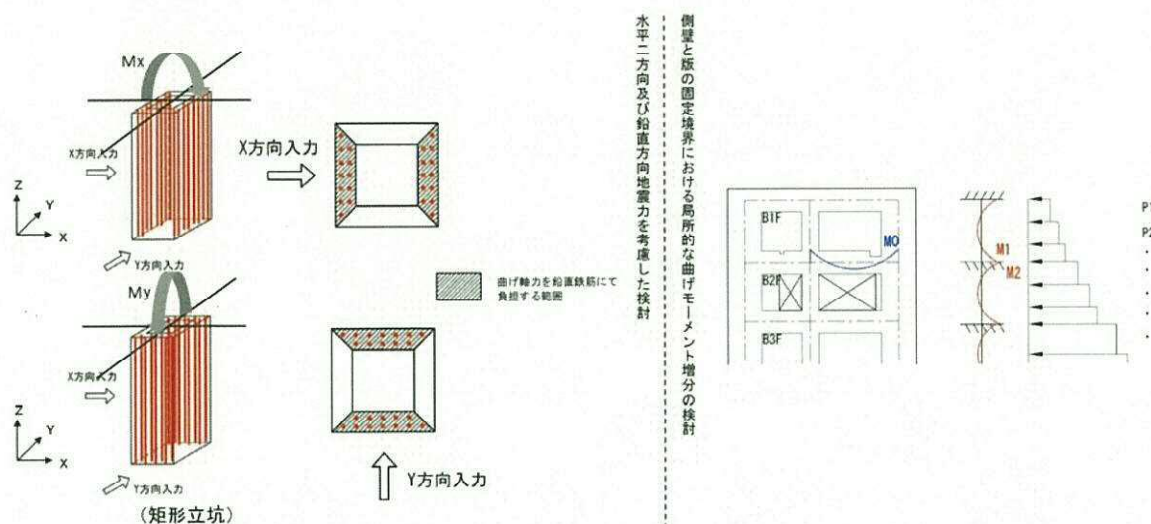 Mx
X方向入力
Z
Y
X
Y方向入力
X方向入力
My
X方向入力
Z
Y
X
Y方向入力
(矩形立坑)
曲げ軸力を鉛直鉄筋にて
負担する範囲
Y方向入力
水平二方向及び鉛直方向地震力を考慮した検討
側壁と版の固定境界における局所的な曲げモーメント増分の検討
B1F
M0
B2F
B3F
M1
M2
P1
P2